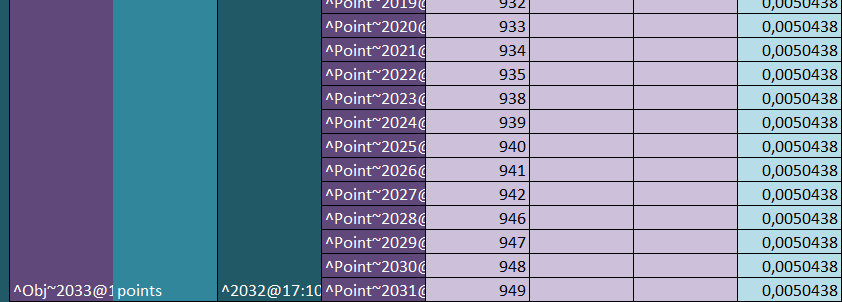 ^Point~2019@ 932 0,0050438
^Point~2020@ 933 0,0050438
^Point~2021@ 934 0,0050438
^Point~2022@ 935 0,0050438
^Point~2023@ 938 0,0050438
^Point~2024@ 939 0,0050438
^Point~2025@ 940 0,0050438
^Point~2026@ 941 0,0050438
^Point~2027@ 942 0,0050438
^Point~2028@ 946 0,0050438
^Point~2029@ 947 0,0050438
^Point~2030@ 948 0,0050438
^Obj~2033@1 points ^2032@17:10 ^Point~2031@ 949 0,0050438